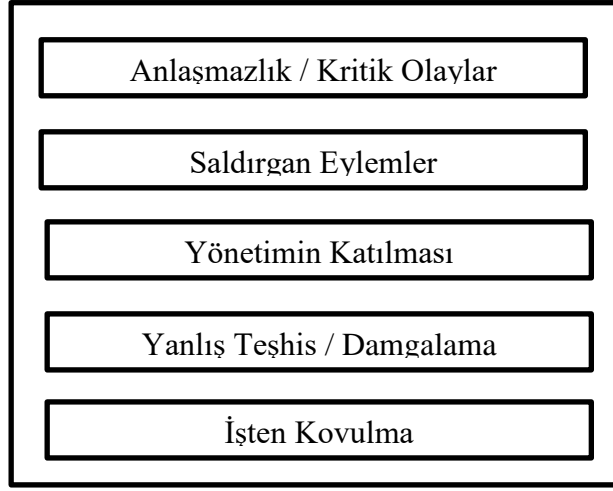 Anlaşmazlık / Kritik Olaylar
Saldırgan Eylemler
Yönetimin Katılması
Yanlış Teşhis / Damgalama
İşten Kovulma